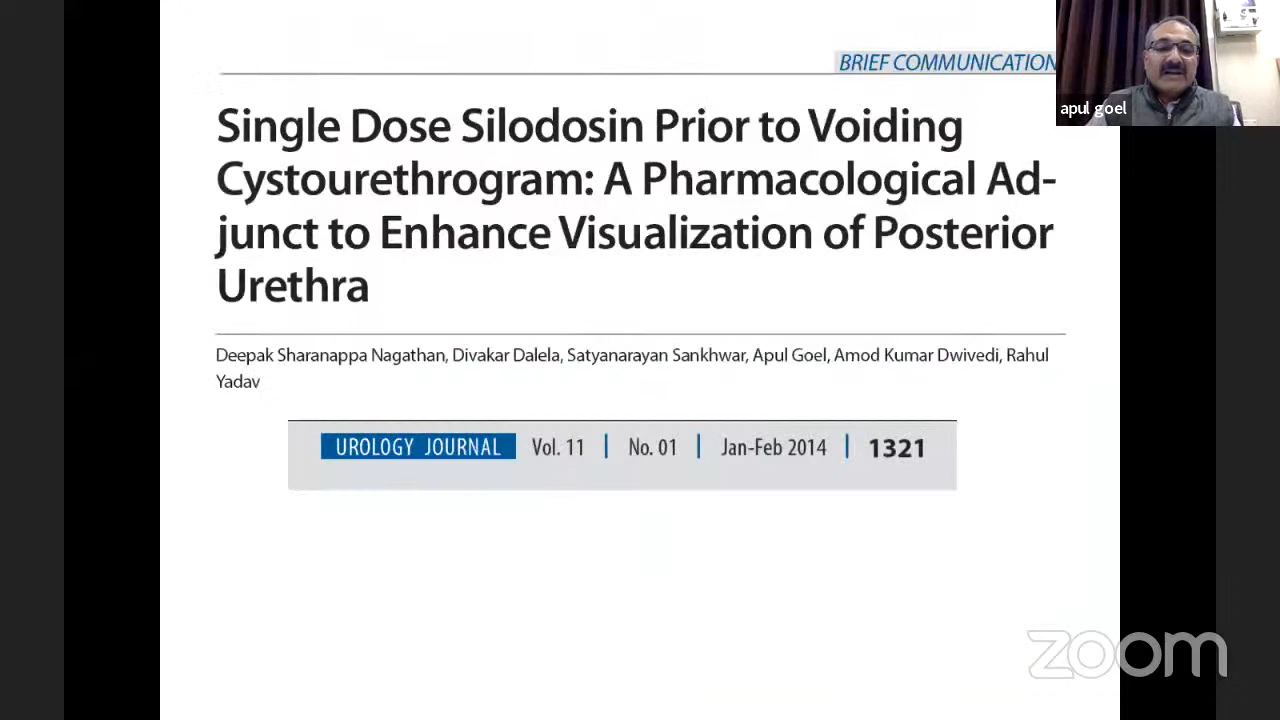 BRIEF COMMUNICATION
apul goel
Single Dose Silodosin Prior to Voiding
Cystourethrogram: A Pharmacological Ad-
junct to Enhance Visualization of Posterior
Urethra
Deepak Sharanappa Nagathan, Divakar Dalela, Satyanarayan Sankhwar, Apul Goel, Amod Kumar Dwivedi, Rahul
Yadav
UROLOGY JOURNAL Vol. 11 | No. 01 | Jan-Feb 2014 | 1321
zoom